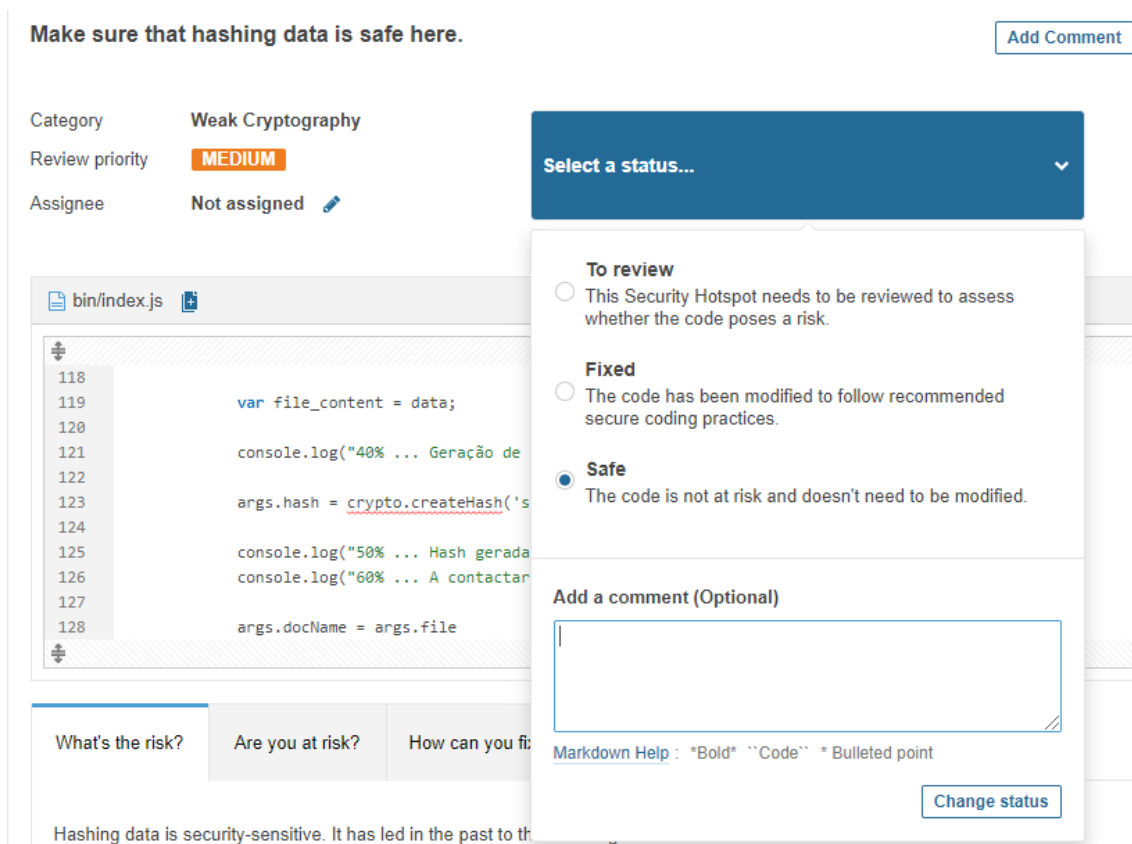 Make sure that hashing data is safe here.
Add Comment
Category Weak Cryptography
Review priority MEDIUM
Assignee Not assigned
Select a status...
To review
This Security Hotspot needs to be reviewed to assess
whether the code poses a risk.
Fixed
The code has been modified to follow recommended
secure coding practices.
Safe
The code is not at risk and doesn't need to be modified.
Add a comment (Optional)
Markdown Help : *Bold* ``Code`` * Bulleted point
Change status
bin/index.js
118
119 var file_content = data;
120
121 console.log("40% ... Geração de
122
123 args.hash = crypto.createHash('s
124
125 console.log("50% ... Hash gerada
126 console.log("60% ... A contactar
127
128 args.docName = args.file
What's the risk?
Are you at risk?
How can you
Hashing data is security-sensitive. It has led in the past to